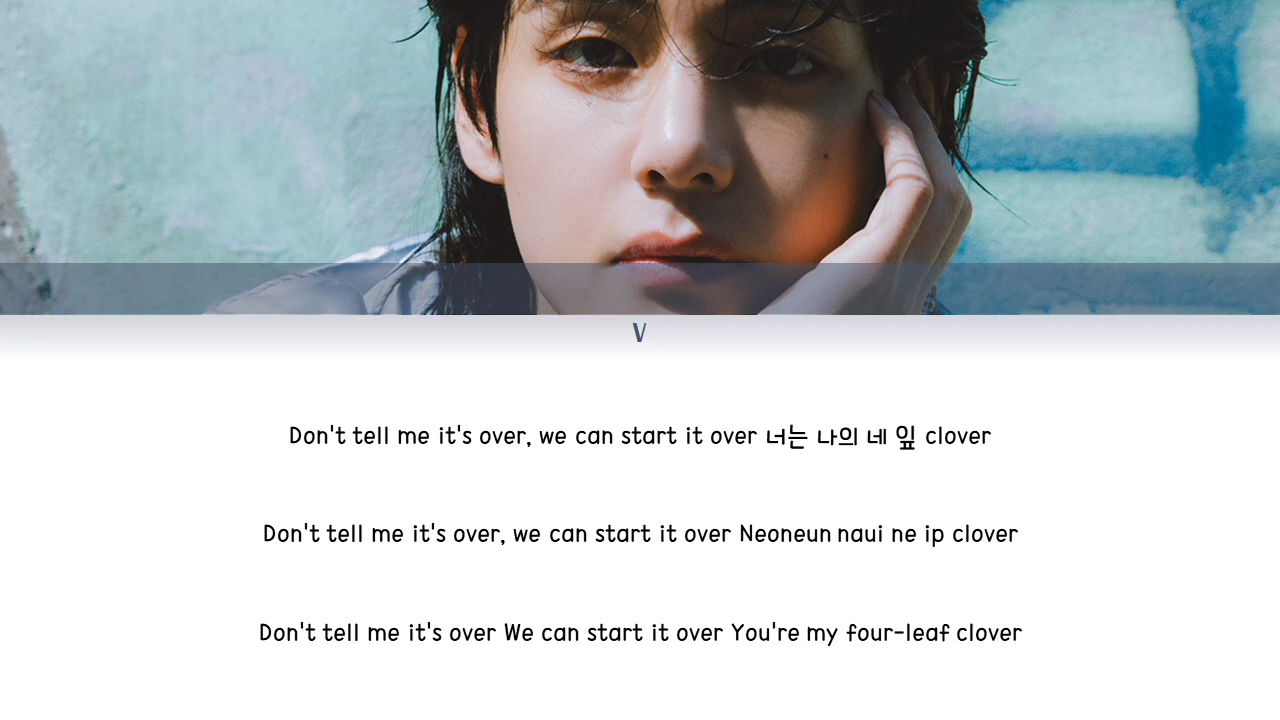 V
Don't tell me it's over, we can start it over 너는 나의 네 잎 clover
Don't tell me it's over, we can start it over Neoneun naui ne ip clover
Don't tell me it's over We can start it over You're my four-leaf clover